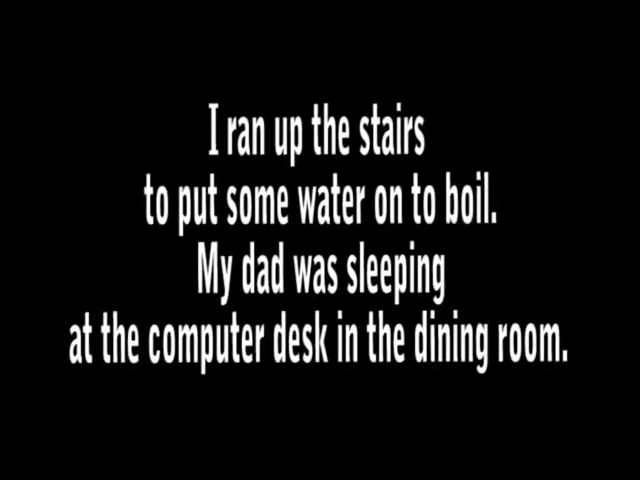 I ran up the stairs
to put some water on to boil.
My dad was sleeping
at the computer desk in the dining room.